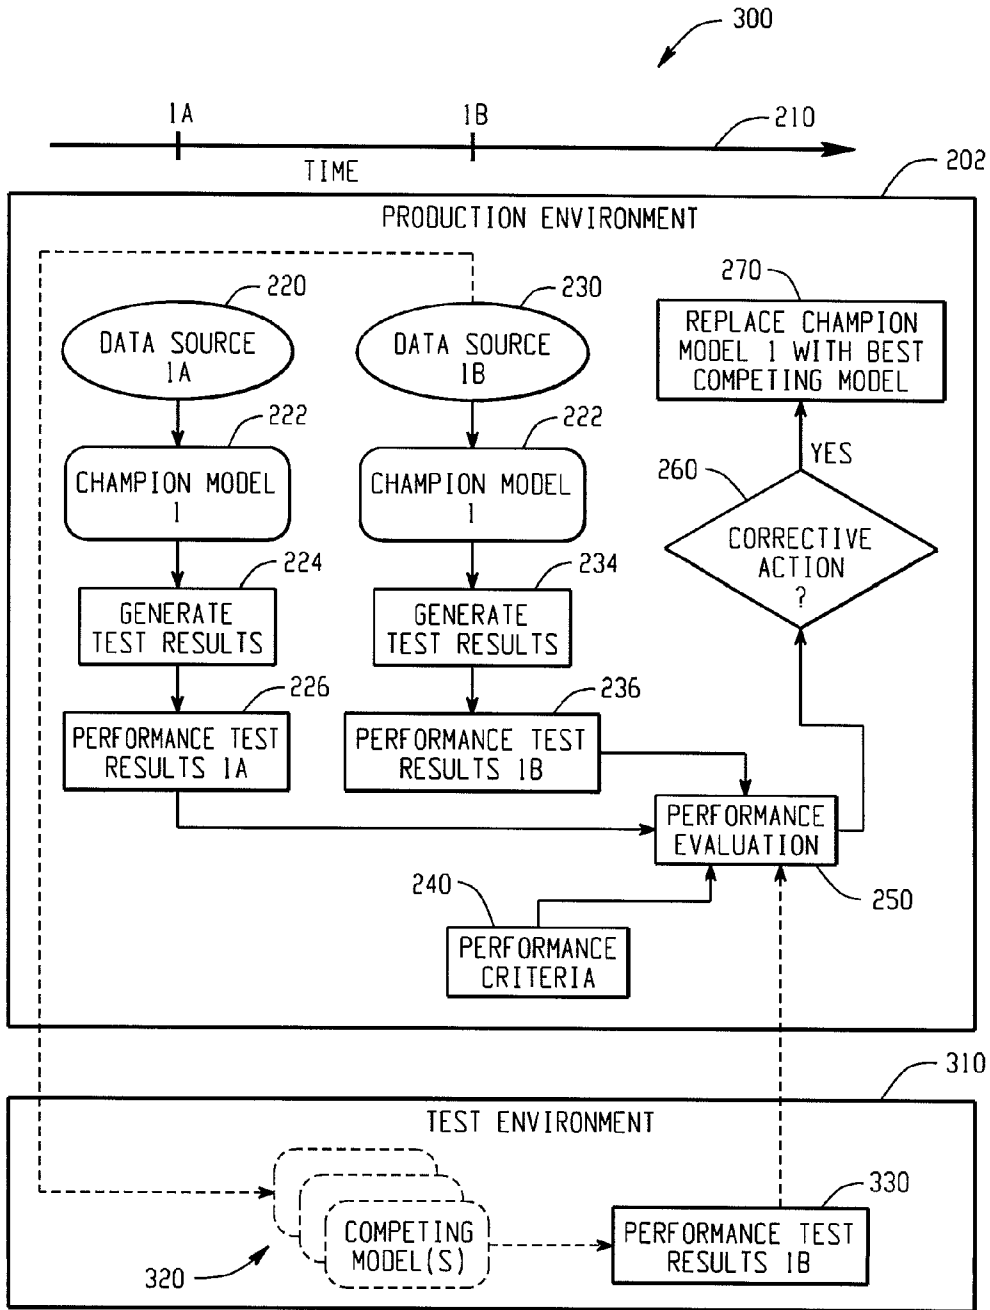 300
1A
1B
210
TIME
202
PRODUCTION ENVIRONMENT
220
230
270
DATA SOURCE
1A
DATA SOURCE
1B
REPLACE CHAMPION
MODEL 1 WITH BEST
COMPETING MODEL
222
222
CHAMPION MODEL
1
CHAMPION MODEL
1
YES
260
CORRECTIVE
ACTION
?
224
234
GENERATE
TEST RESULTS
GENERATE
TEST RESULTS
226
236
PERFORMANCE TEST
RESULTS 1A
PERFORMANCE TEST
RESULTS 1B
PERFORMANCE
EVALUATION
240
250
PERFORMANCE
CRITERIA
310
TEST ENVIRONMENT
330
COMPETING
MODEL(S)
PERFORMANCE TEST
RESULTS 1B
320